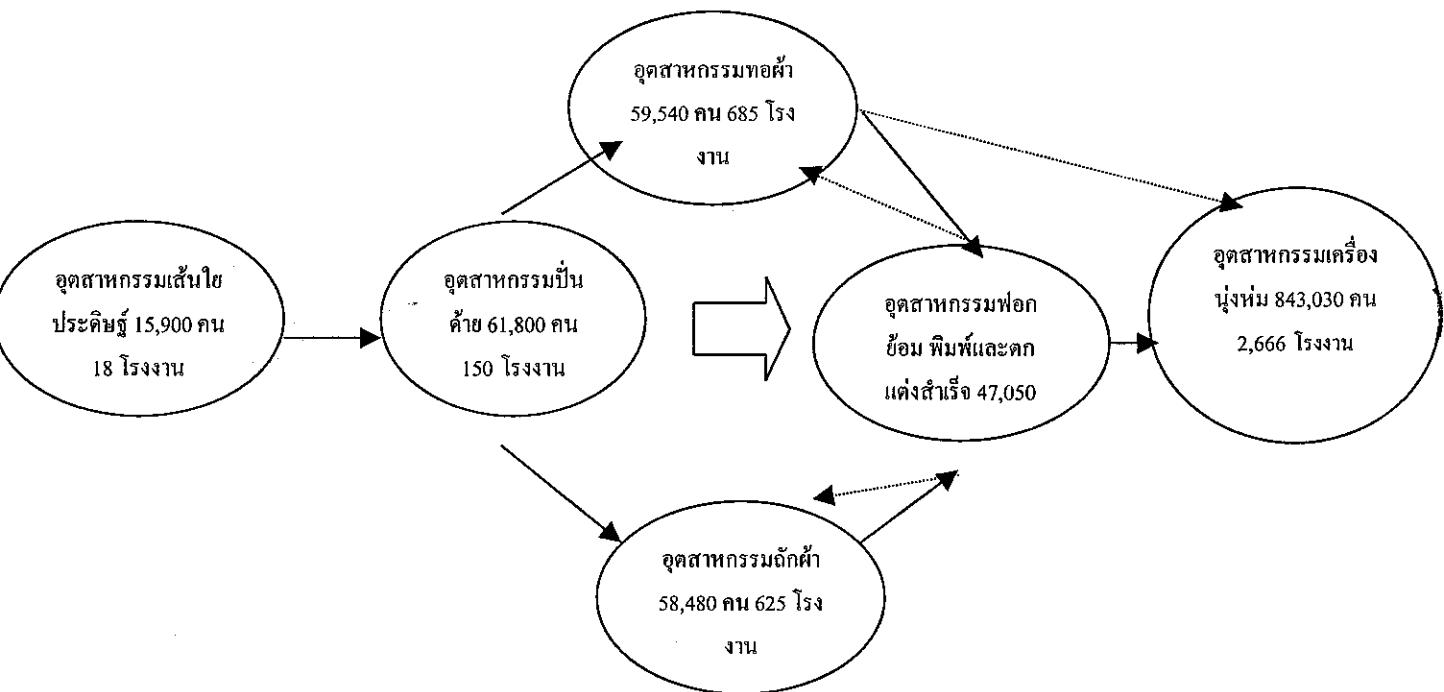 อุตสาหกรรมทอผ้า
59,540 คน 685 โรง
งาน
อุตสาหกรรมเส้นใย
ประดิษฐ์ 15,900 คน
18 โรงงาน
อุตสาหกรรมปั่น
ด้าย 61,800 คน
150 โรงงาน
อุตสาหกรรมฟอก
ย้อม พิมพ์และตก
แต่งสำเร็จ 47,050
อุตสาหกรรมเครื่อง
นุ่งห่ม 843,030 คน
2,666 โรงงาน
อุตสาหกรรมถักผ้า
58,480 คน 625 โรง
งาน